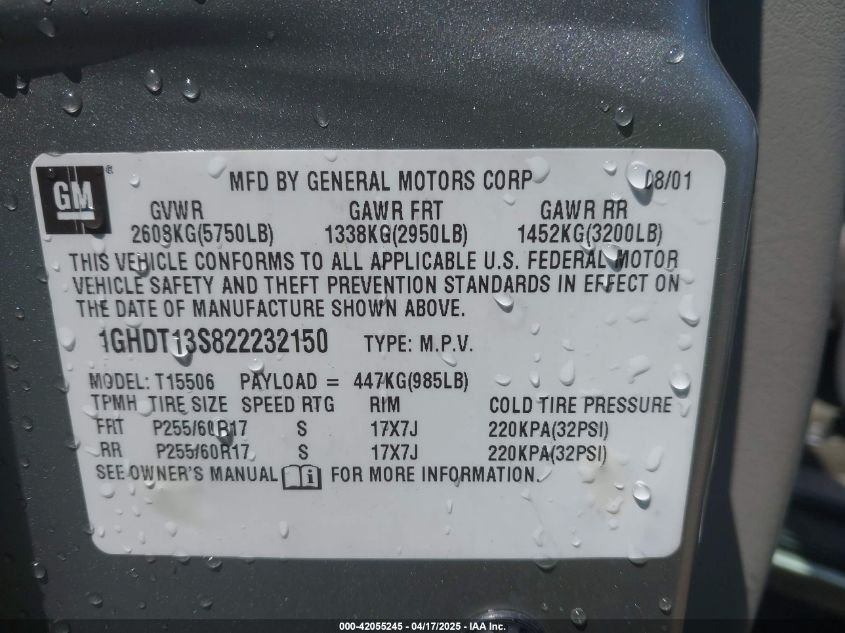 GM ® MFD BY GENERAL MOTORS CORP 08/01
GVWR GAWR FRT GAWR RR
2608KG(5750LB) 1338KG(2950LB) 1452KG(3200LB)
THIS VEHICLE CONFORMS TO ALL APPLICABLE U.S. FEDERAL MOTOR
VEHICLE SAFETY AND THEFT PREVENTION STANDARDS IN EFFECT ON
THE DATE OF MANUFACTURE SHOWN ABOVE.
1GHDT13S822232150 TYPE: M.P.V.
MODEL: T15506 PAYLOAD = 447KG(985LB)
TPMH TIRE SIZE SPEED RTG RIM COLD TIRE PRESSURE
FRT P255/60R17 S 17X7J 220KPA(32PSI)
RR P255/60R17 S 17X7J 220KPA(32PSI)
SEE OWNER'S MANUAL i FOR MORE INFORMATION.
000-42055245 - 04/17/2025 - IAA Inc.